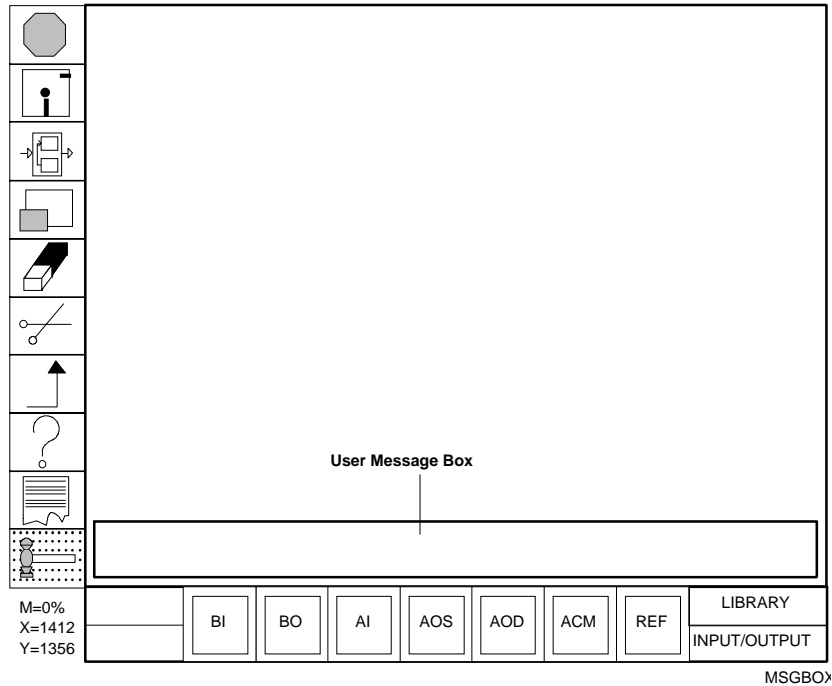 User Message Box
M=0%
X=1412
Y=1356
BI
BO
AI
AOS
AOD
ACM
REF
LIBRARY
INPUT/OUTPUT
MSGBOX